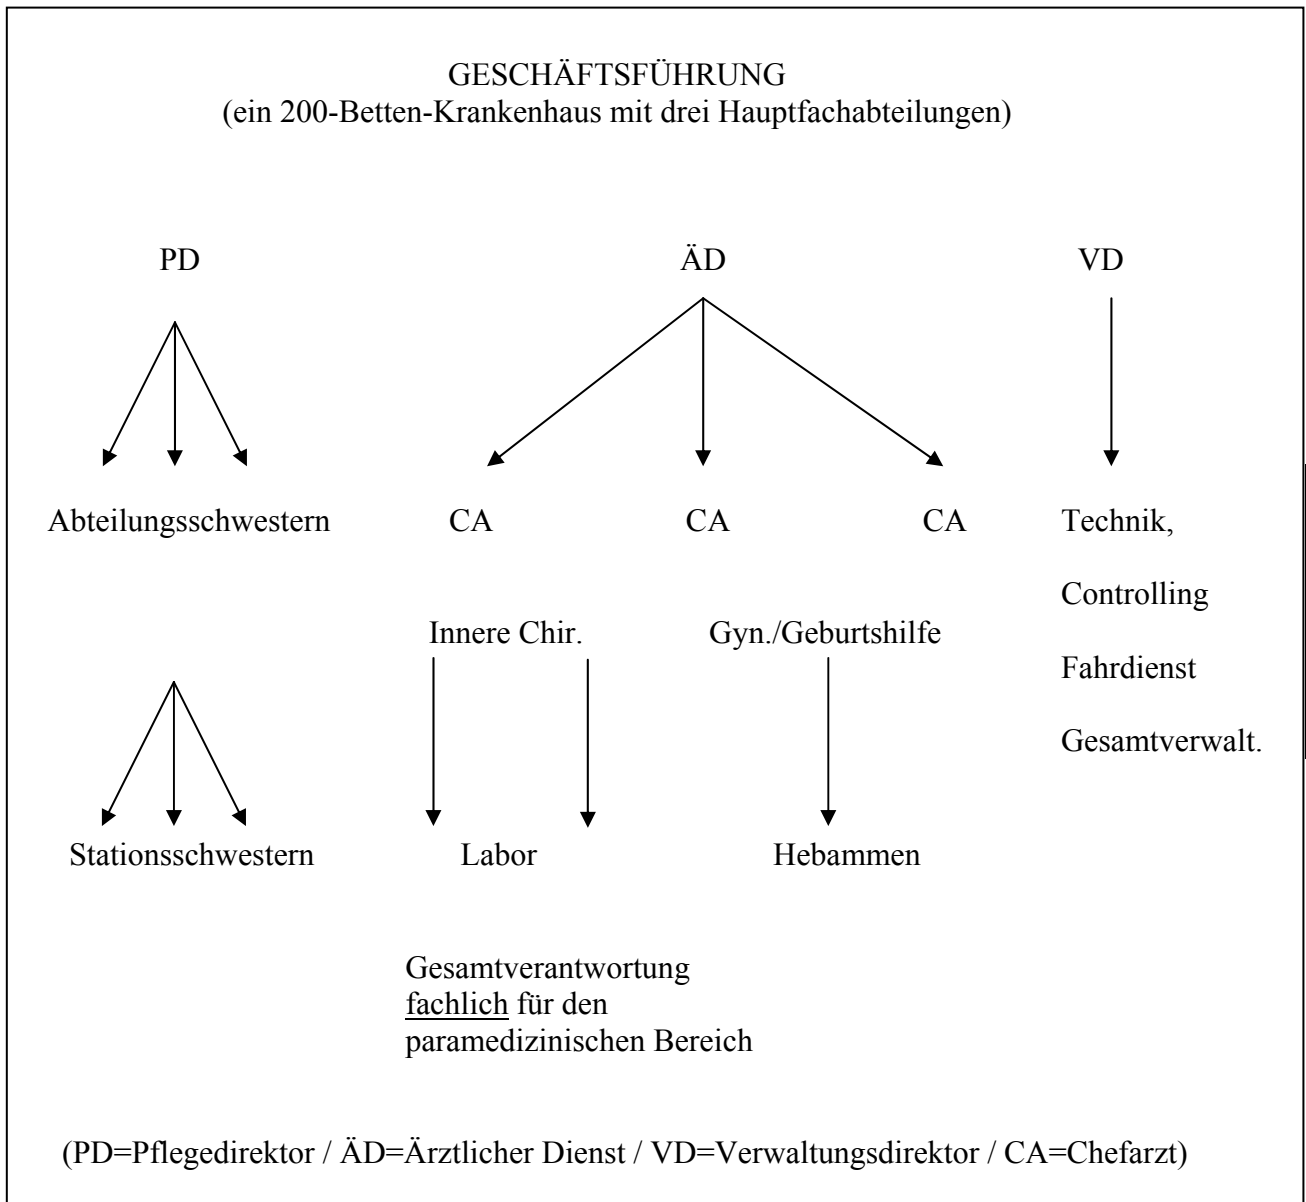 GESCHÄFTSFÜHRUNG
(ein 200-Betten-Krankenhaus mit drei Hauptfachabteilungen)
PD ÄD VD
Abteilungsschwestern CA CA CA Technik,
Controlling
Innere Chir. Gyn./Geburtshilfe
Fahrdienst
Gesamtverwalt.
Stationsschwestern Labor Hebammen
Gesamtverantwortung
fachlich für den
paramedizinischen Bereich
(PD=Pflegedirektor / ÄD=Ärztlicher Dienst / VD=Verwaltungsdirektor / CA=Chefarzt)